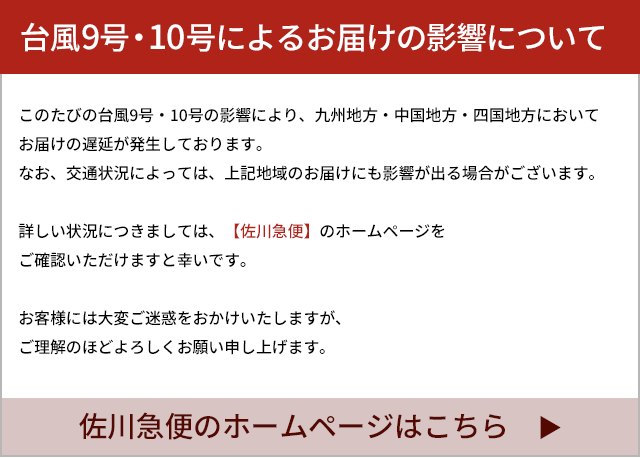 台風9号・10号によるお届けの影響について
このたびの台風9号・10号の影響により、九州地方・中国地方・四国地方において
お届けの遅延が発生しております。
なお、交通状況によっては、上記地域のお届けにも影響が出る場合がございます。
詳しい状況につきましては、【佐川急便】のホームページを
ご確認いただけますと幸いです。
お客様には大変ご迷惑をおかけいたしますが、
ご理解のほどよろしくお願い申し上げます。
佐川急便のホームページはこちら ▶